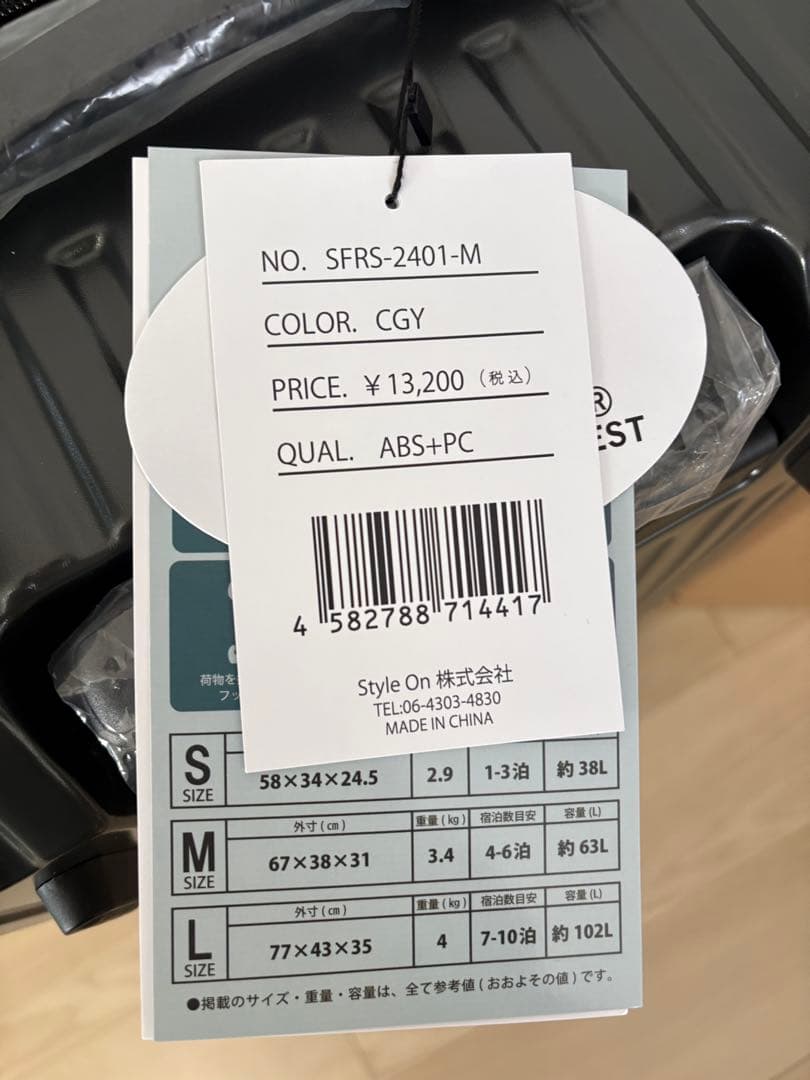 NO. SFRS-2401-M
COLOR. CGY
PRICE. ¥13,200 (税込)
QUAL. ABS+PC
®
EST
4 582788 714417
Style On 株式会社
TEL:06-4303-4830
MADE IN CHINA
荷物を
フッ
S SIZE 58×34×24.5 2.9 1-3泊 約38L
外寸(cm) 重量(kg) 宿泊数目安 容量(L)
M SIZE 67×38×31 3.4 4-6泊 約63L
外寸(cm) 重量(kg) 宿泊数目安 容量(L)
L SIZE 77×43×35 4 7-10泊 約102L
●掲載のサイズ・重量・容量は、全て参考値(おおよその値)です。